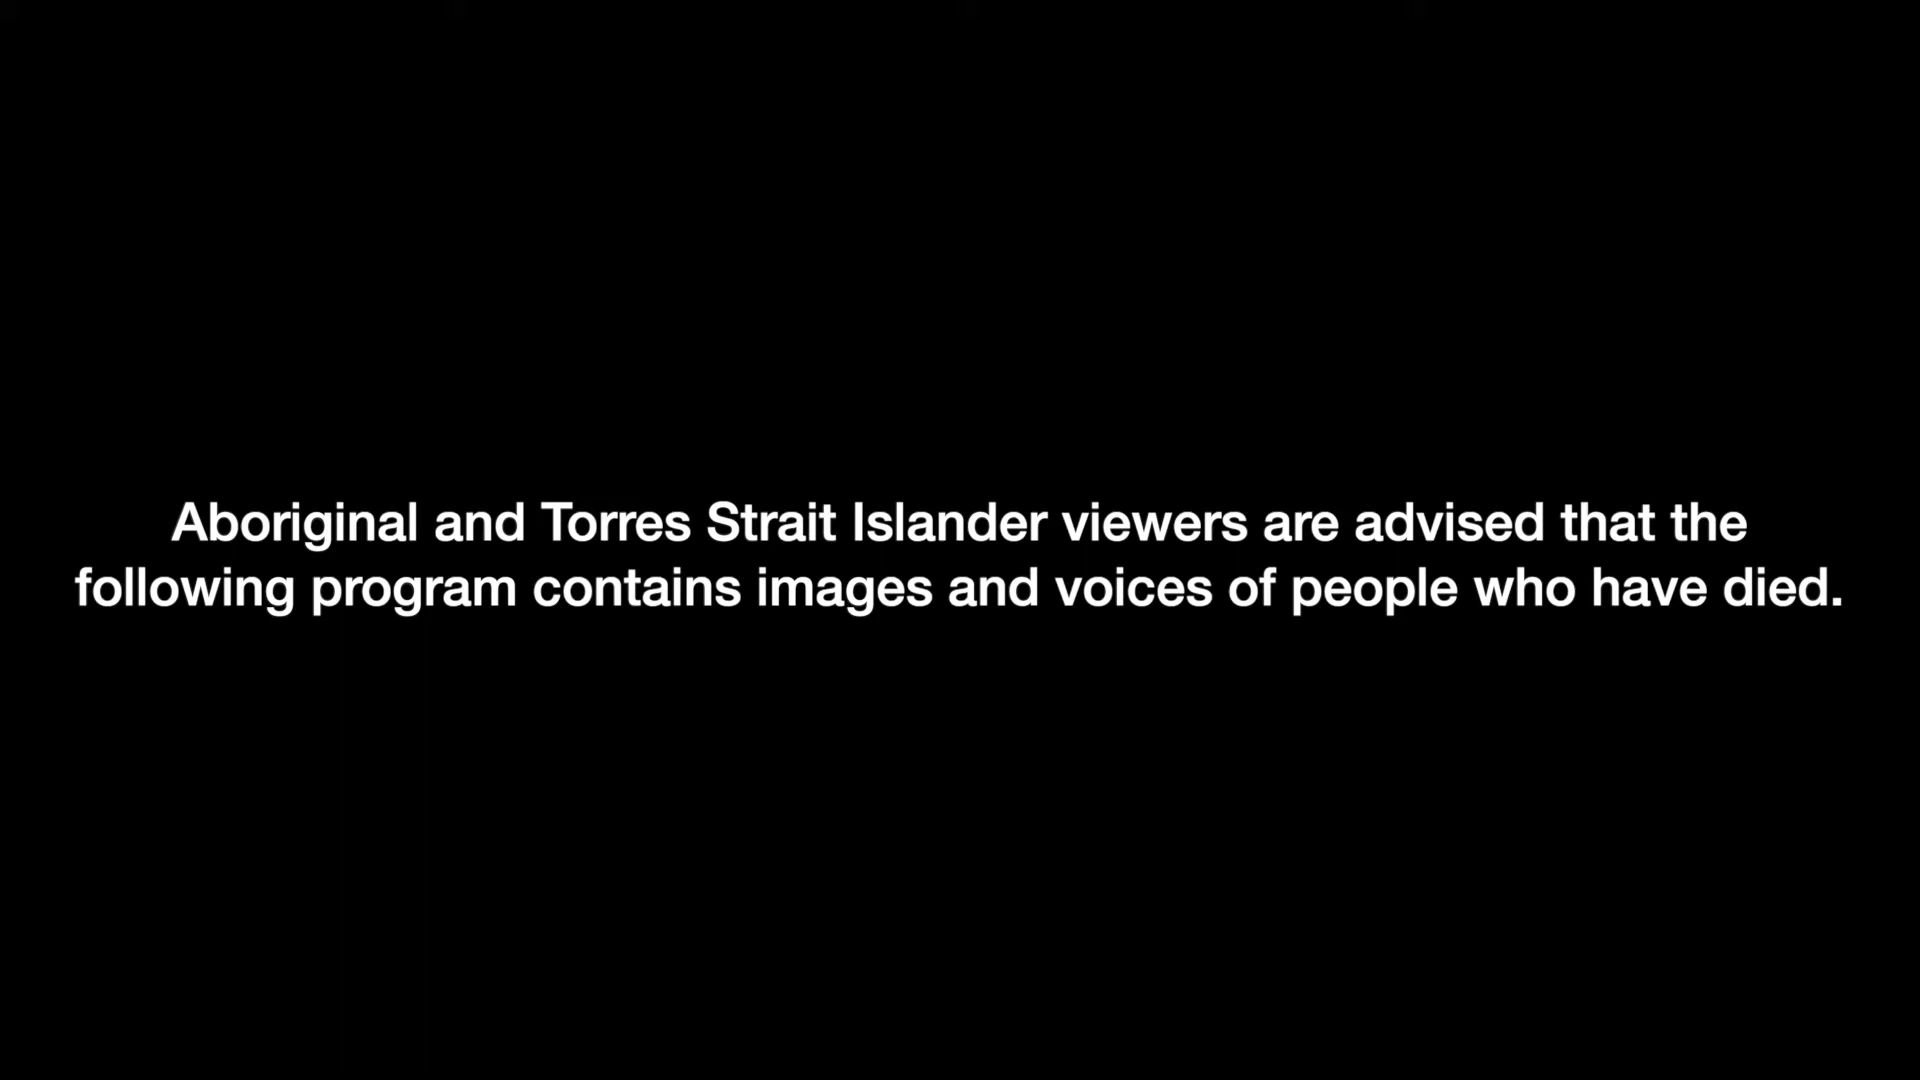 Aboriginal and Torres Strait Islander viewers are advised that the
following program contains images and voices of people who have died.